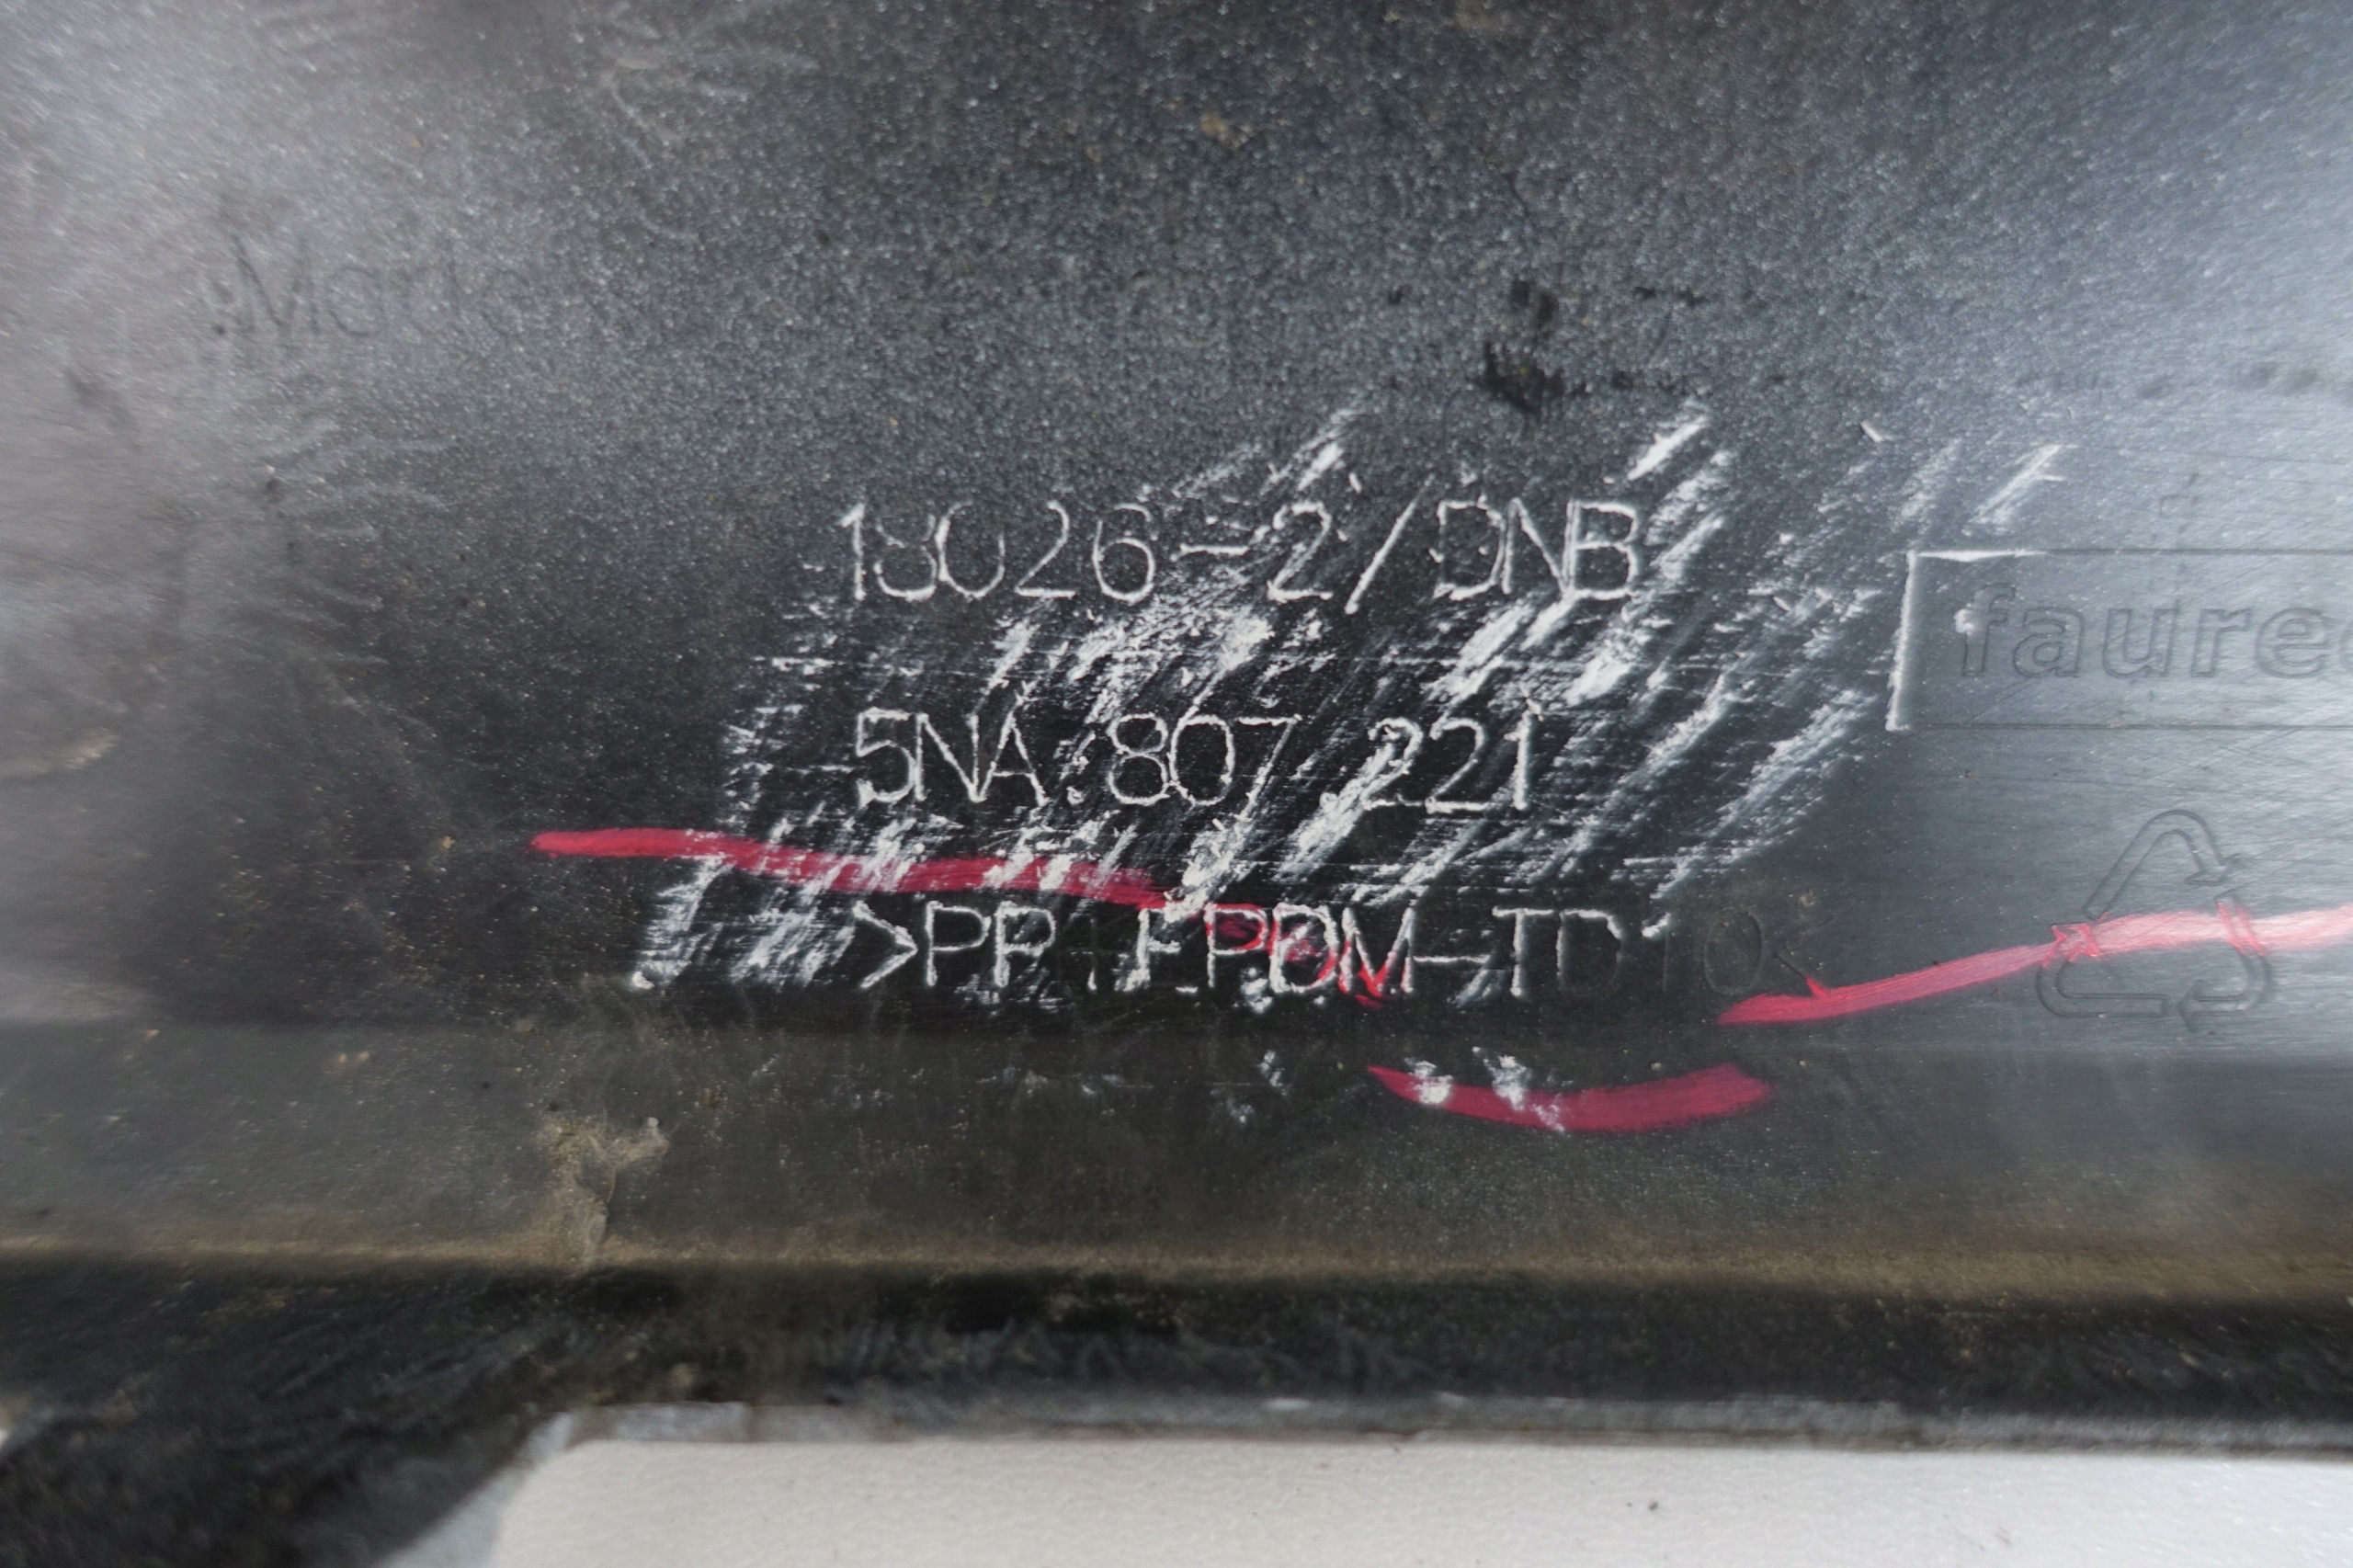 18026-2/DNB
faurec
5NA.807.221
>PP+EPDM-TD10<